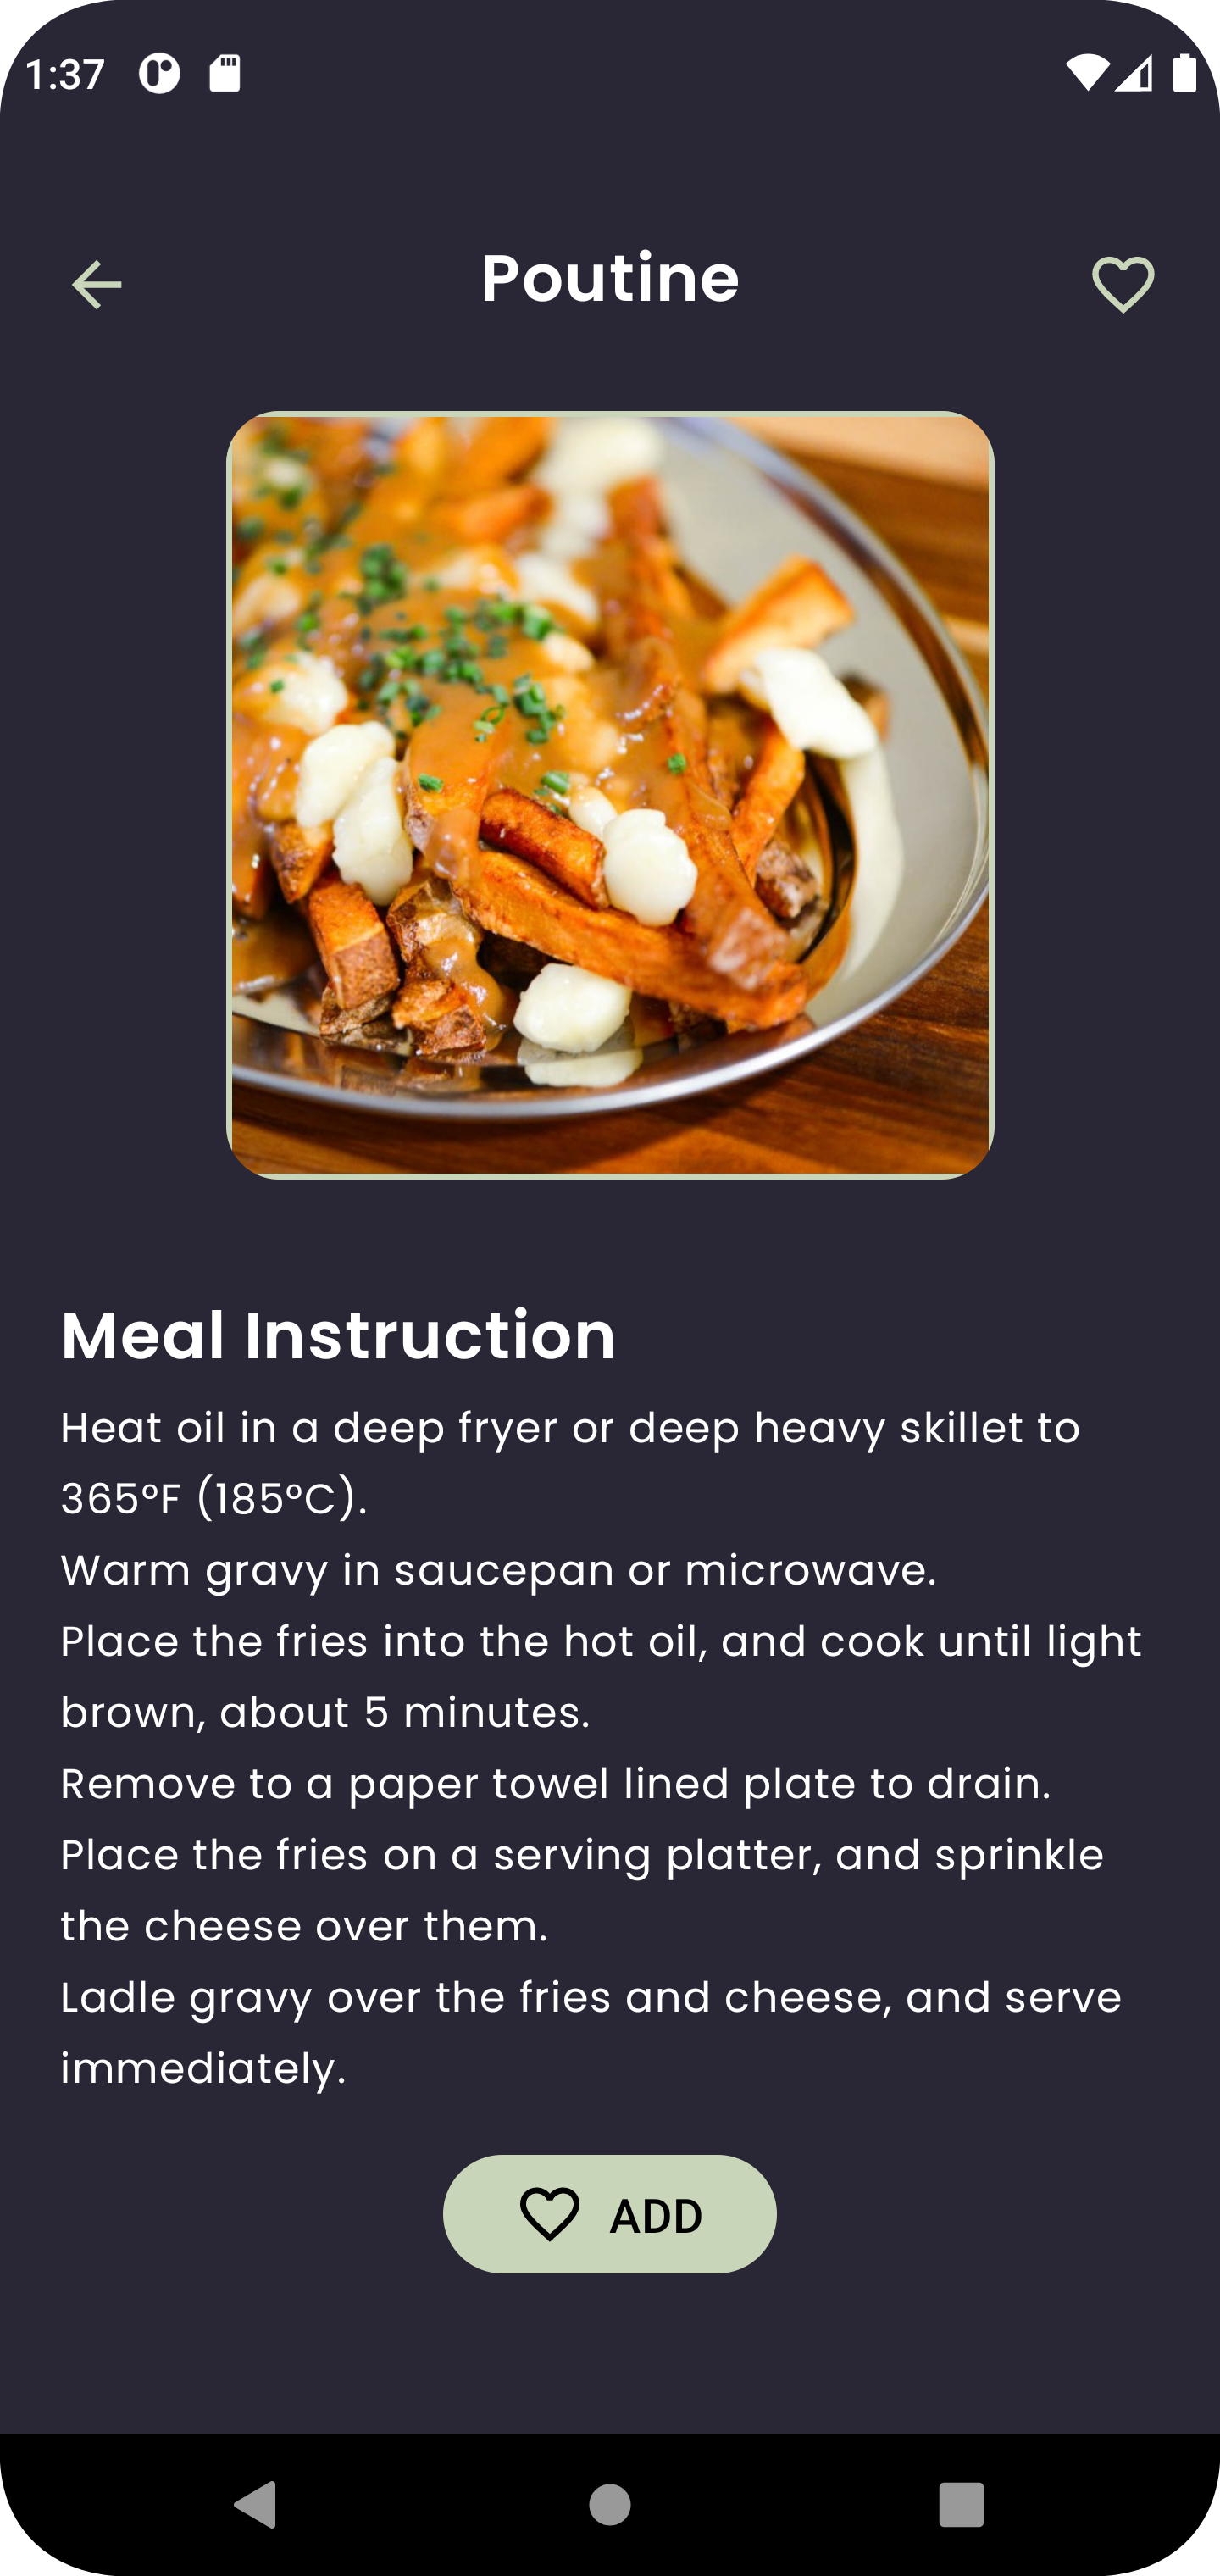 1:37
Poutine
Meal Instruction
Heat oil in a deep fryer or deep heavy skillet to
365°F (185°C).
Warm gravy in saucepan or microwave.
Place the fries into the hot oil, and cook until light
brown, about 5 minutes.
Remove to a paper towel lined plate to drain.
Place the fries on a serving platter, and sprinkle
the cheese over them.
Ladle gravy over the fries and cheese, and serve
immediately.
ADD